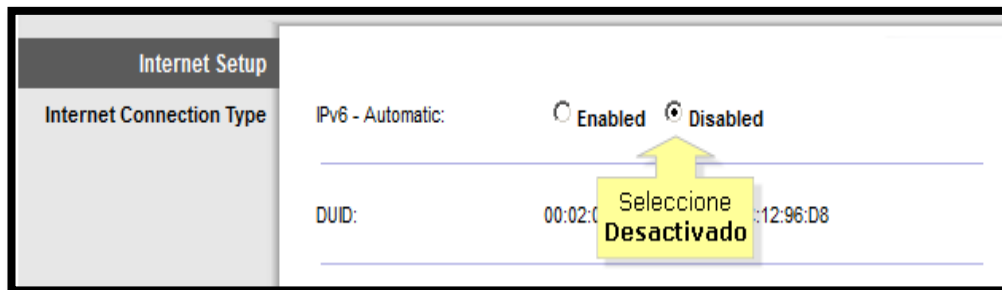 Internet Setup
Internet Connection Type IPv6 - Automatic: Enabled Disabled
Seleccione
Desactivado
DUID: 00:02:0 :12:96:D8